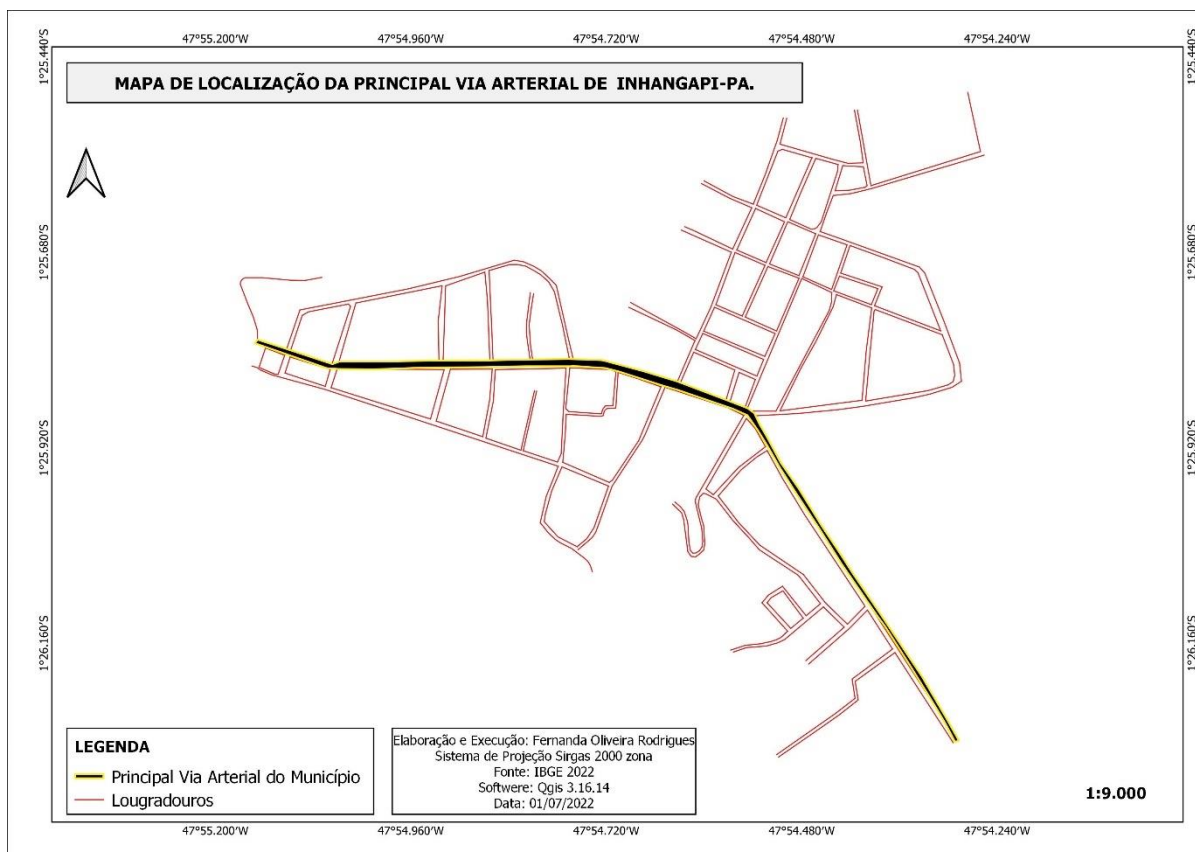 47°55.200'W 47°54.960'W 47°54.720'W 47°54.480'W 47°54.240'W
1°25.440'S 1°25.440'S
MAPA DE LOCALIZAÇÃO DA PRINCIPAL VIA ARTERIAL DE INHANGAPI-PA.
1°25.680'S 1°25.680'S
1°25.920'S 1°25.920'S
1°26.160'S 1°26.160'S
LEGENDA
Principal Via Arterial do Município
Lougradouros
Elaboração e Execução: Fernanda Oliveira Rodrigues
Sistema de Projeção Sirgas 2000 zona
Fonte: IBGE 2022
Softwere: Qgis 3.16.14
Data: 01/07/2022
1:9.000
47°55.200'W 47°54.960'W 47°54.720'W 47°54.480'W 47°54.240'W